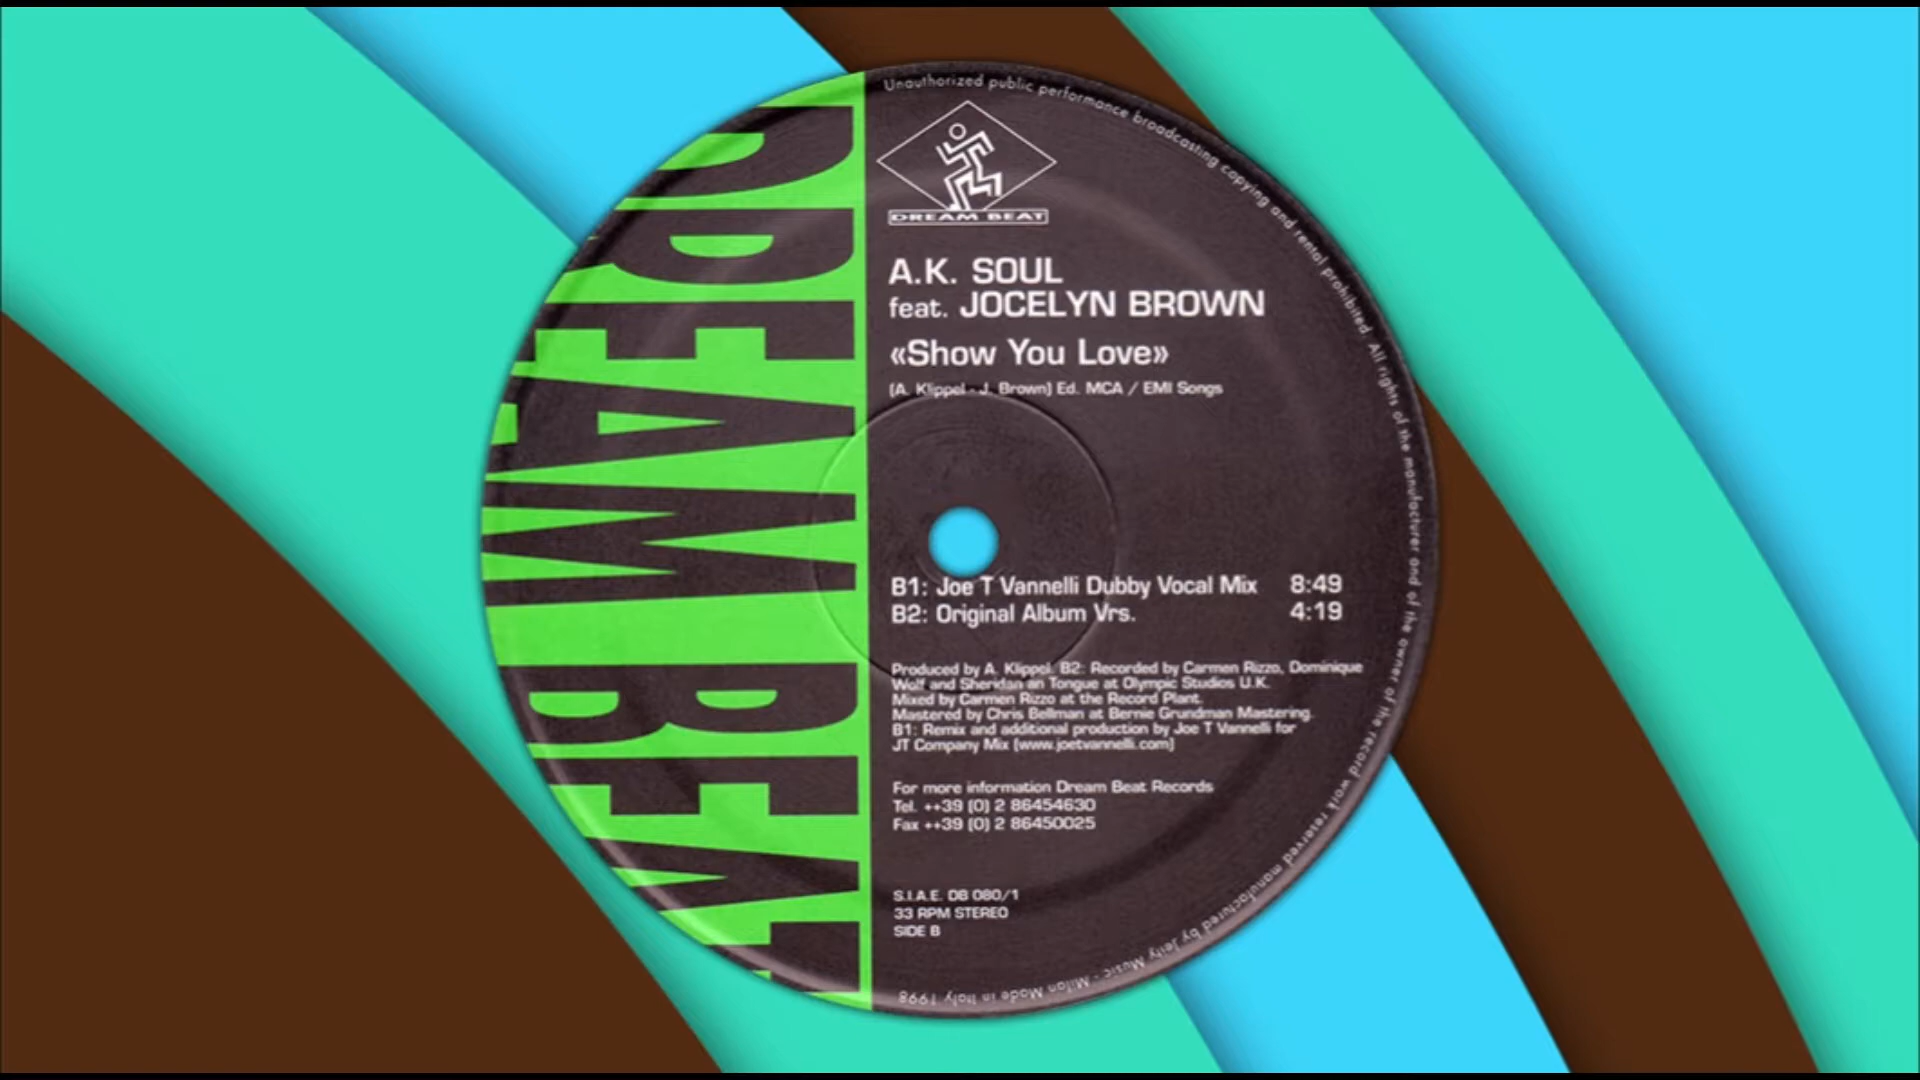 DREAM BEAT
Unauthorized public performance broadcasting copying and rental prohibited. All rights of the manufacturer and of the owner of the record work reserved manufactured by Jelly Music - Milan Made in Italy 1998
DREAM BEAT
A.K. SOUL
feat. JOCELYN BROWN
«Show You Love»
(A. Klippel - J. Brown) Ed. MCA / EMI Songs
B1: Joe T Vannelli Dubby Vocal Mix 8:49
B2: Original Album Vrs. 4:19
Produced by A. Klippel. B2: Recorded by Carmen Rizzo, Dominique
Wolf and Sheridan an Tongue at Olympic Studios U.K.
Mixed by Carmen Rizzo at the Record Plant.
Mastered by Chris Bellman at Bernie Grundman Mastering.
B1: Remix and additional production by Joe T Vannelli for
JT Company Mix (www.joetvannelli.com)
For more information Dream Beat Records
Tel. ++39 (0) 2 86454630
Fax ++39 (0) 2 86450025
S.I.A.E. DB 080/1
33 RPM STEREO
SIDE B